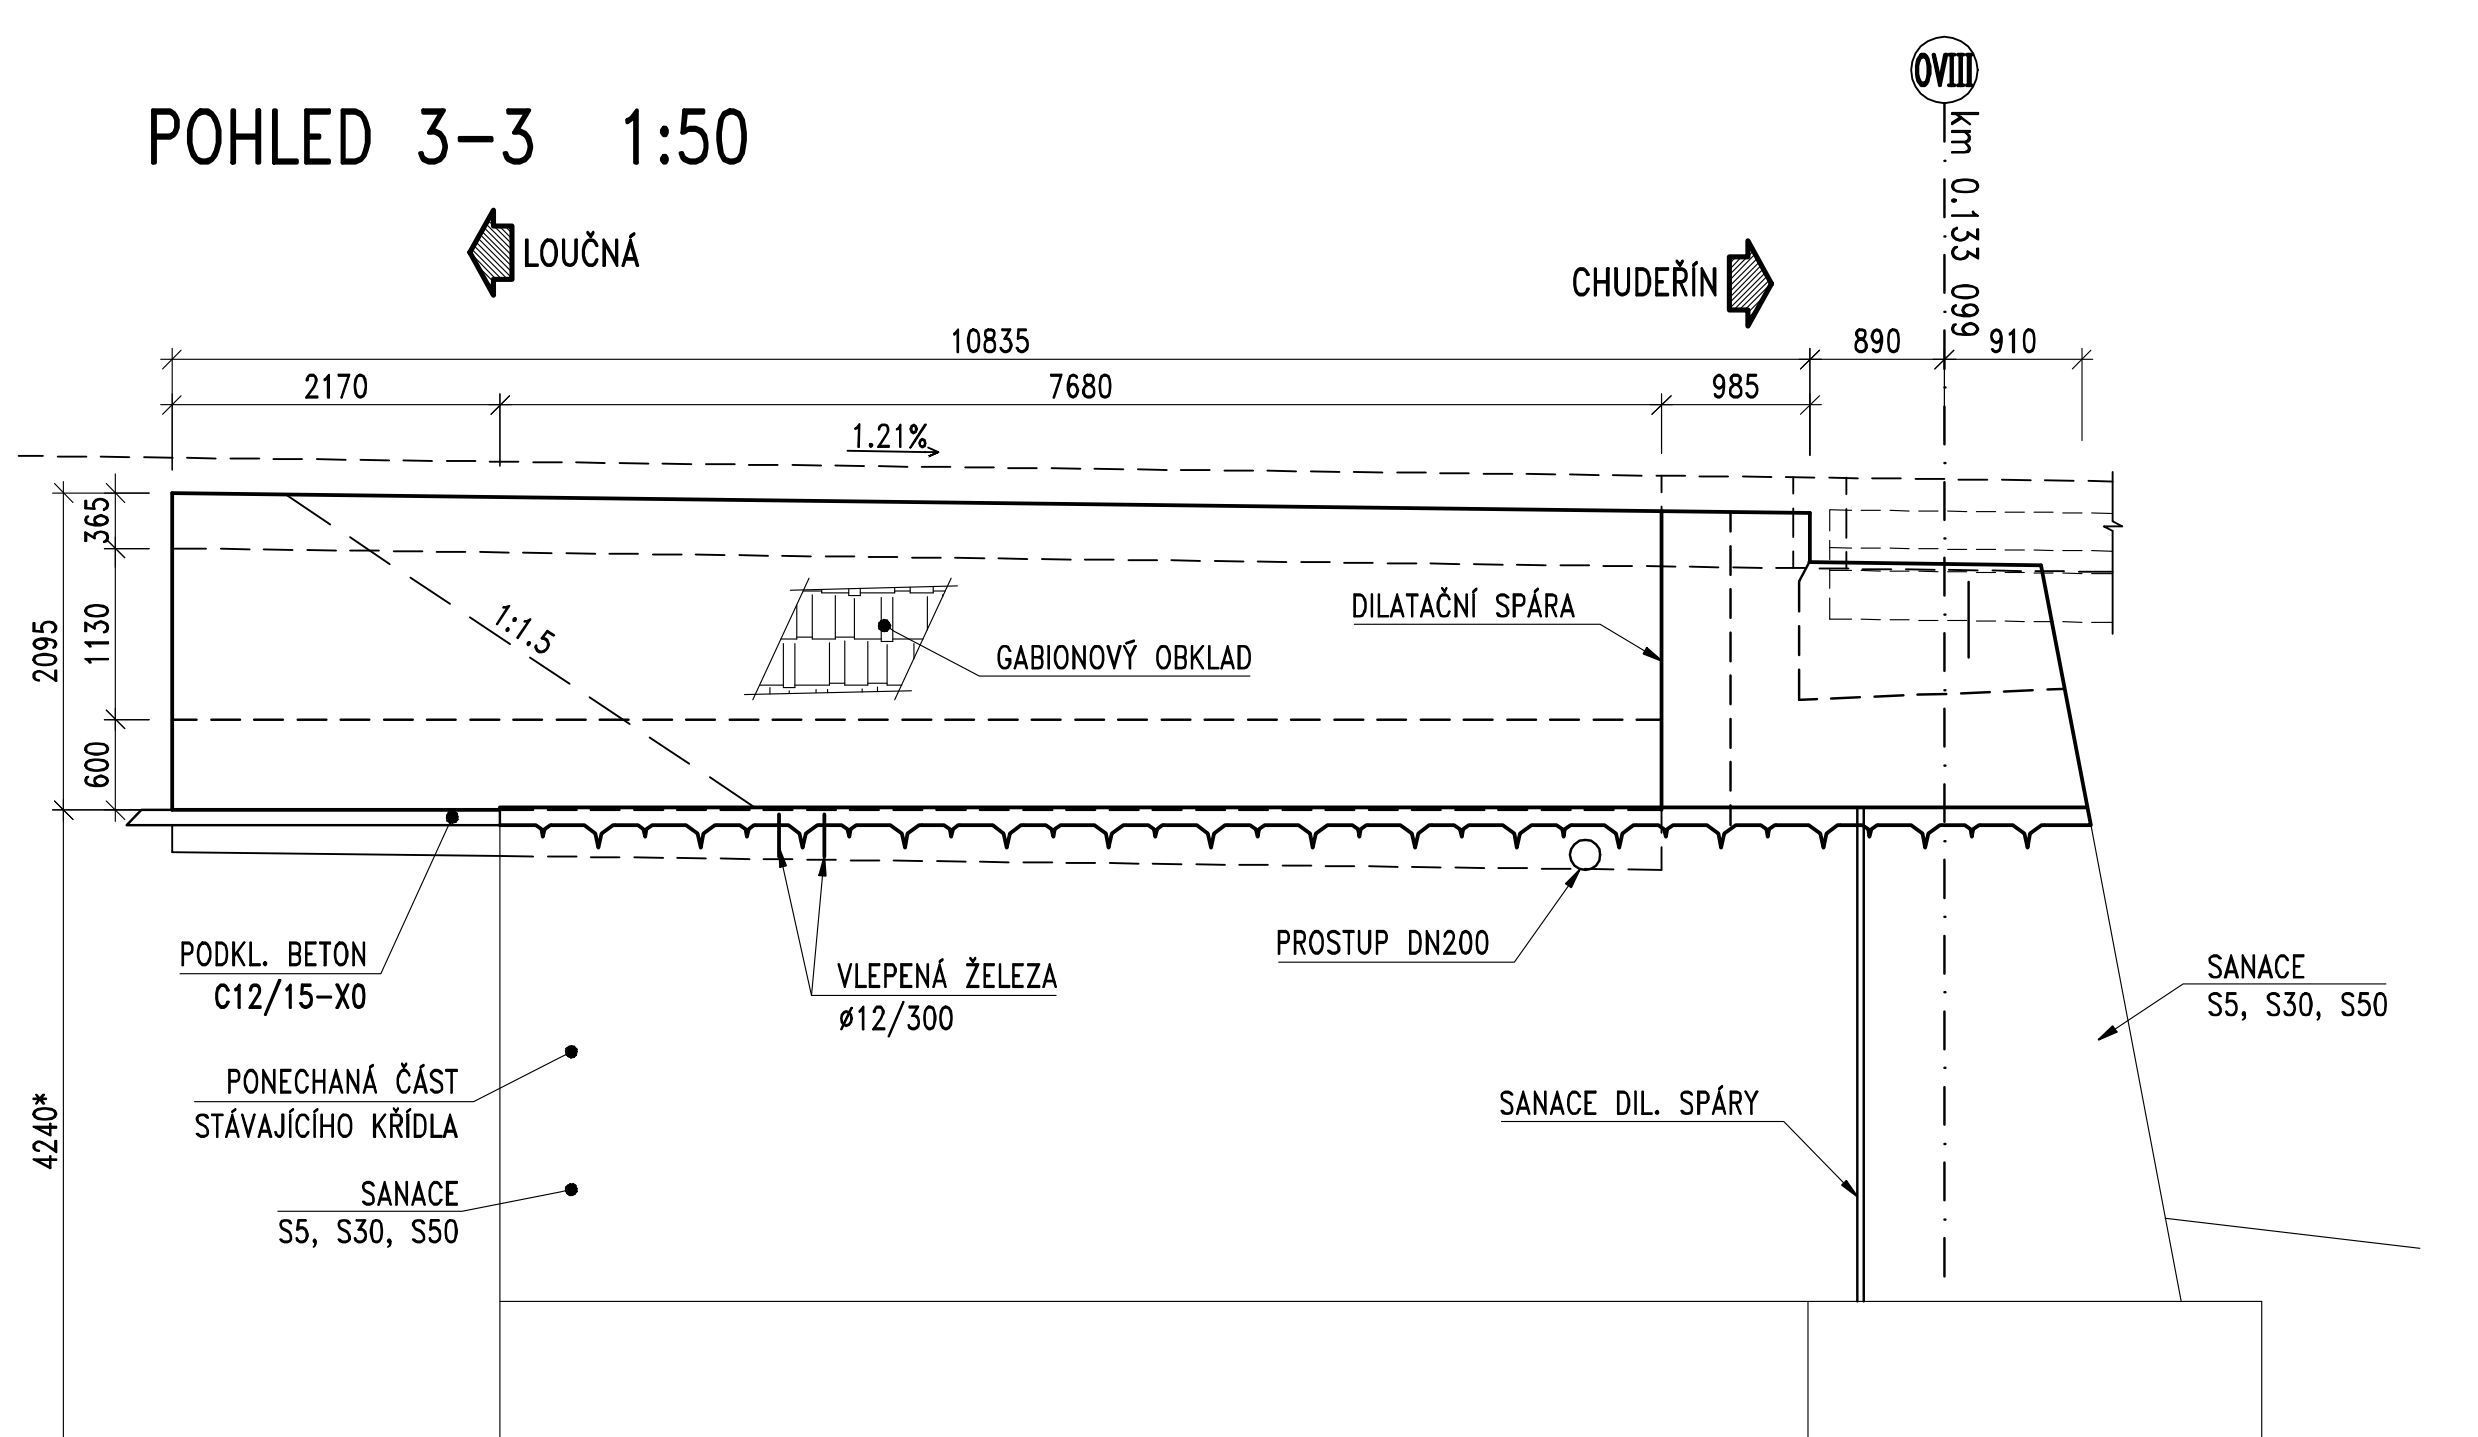 OVIII
km 0.133 099
POHLED 3-3 1:50
LOUČNÁ
CHUDEŘÍN
10835
890
910
2170
7680
985
1.21%
365
1130
600
2095
4240*
1:1.5
GABIONOVÝ OBKLAD
DILATAČNÍ SPÁRA
PODKL. BETON
C12/15-X0
VLEPENÁ ŽELEZA
ø12/300
PROSTUP DN200
SANACE
S5, S30, S50
PONECHANÁ ČÁST
STÁVAJÍCÍHO KŘÍDLA
SANACE DIL. SPÁRY
SANACE
S5, S30, S50